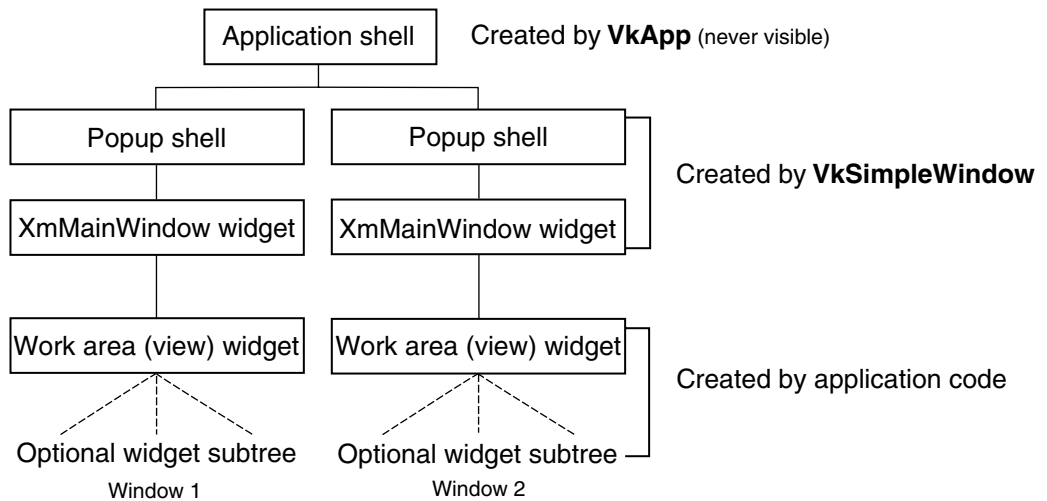 Application shell
Created by VkApp (never visible)
Popup shell
Popup shell
Created by VkSimpleWindow
XmMainWindow widget
XmMainWindow widget
Work area (view) widget
Work area (view) widget
Created by application code
Optional widget subtree
Optional widget subtree
Window 1
Window 2